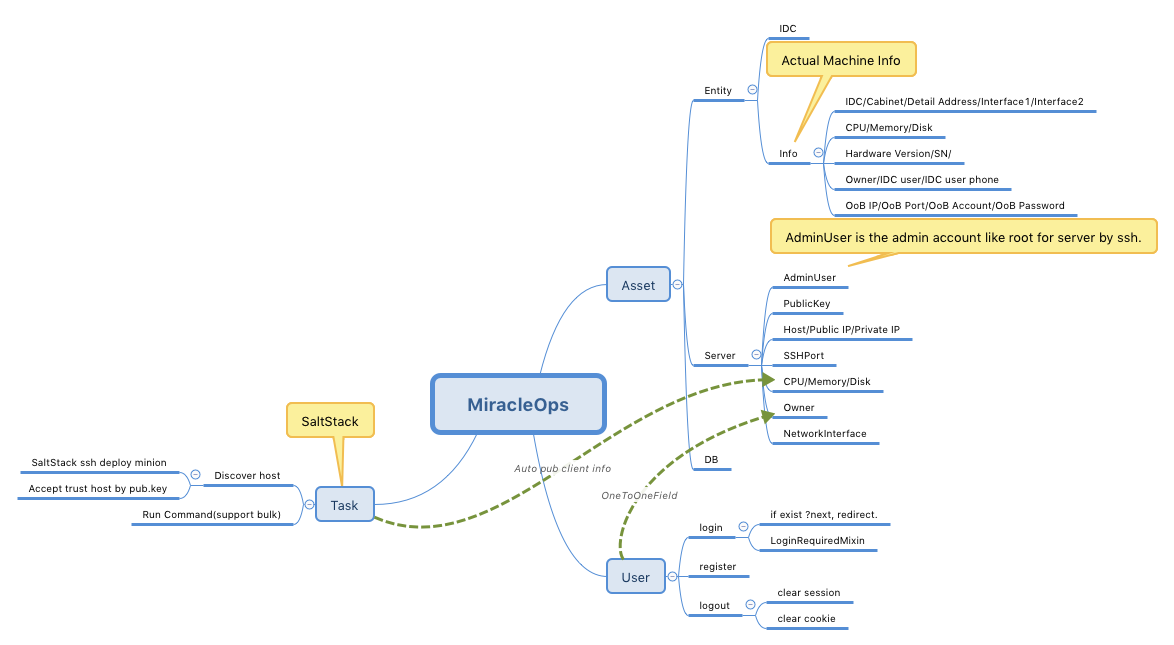 MiracleOps
Asset
Entity
IDC
Actual Machine Info
Info
IDC/Cabinet/Detail Address/Interface1/Interface2
CPU/Memory/Disk
Hardware Version/SN/
Owner/IDC user/IDC user phone
OoB IP/OoB Port/OoB Account/OoB Password
AdminUser is the admin account like root for server by ssh.
Server
AdminUser
PublicKey
Host/Public IP/Private IP
SSHPort
CPU/Memory/Disk
Owner
NetworkInterface
DB
Auto pub client info
OneToOneField
User
login
if exist ?next, redirect.
LoginRequiredMixin
register
logout
clear session
clear cookie
SaltStack
Task
Discover host
SaltStack ssh deploy minion
Accept trust host by pub.key
Run Command(support bulk)